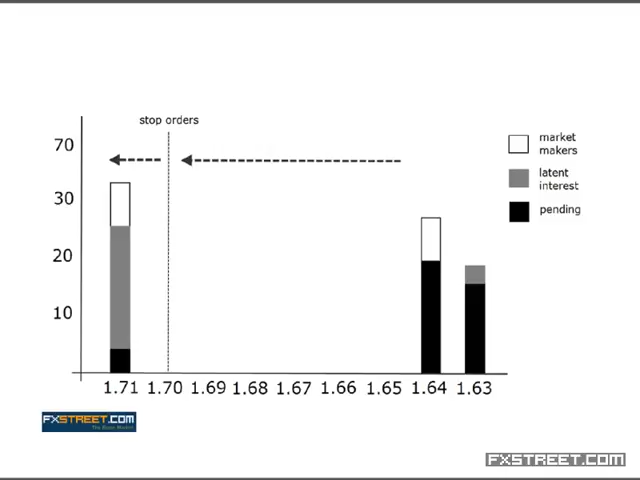 stop orders
70
30
20
10
market
makers
latent
interest
pending
1.71 1.70 1.69 1.68 1.67 1.66 1.65 1.64 1.63
FXSTREET.COM
FXSTREET.COM